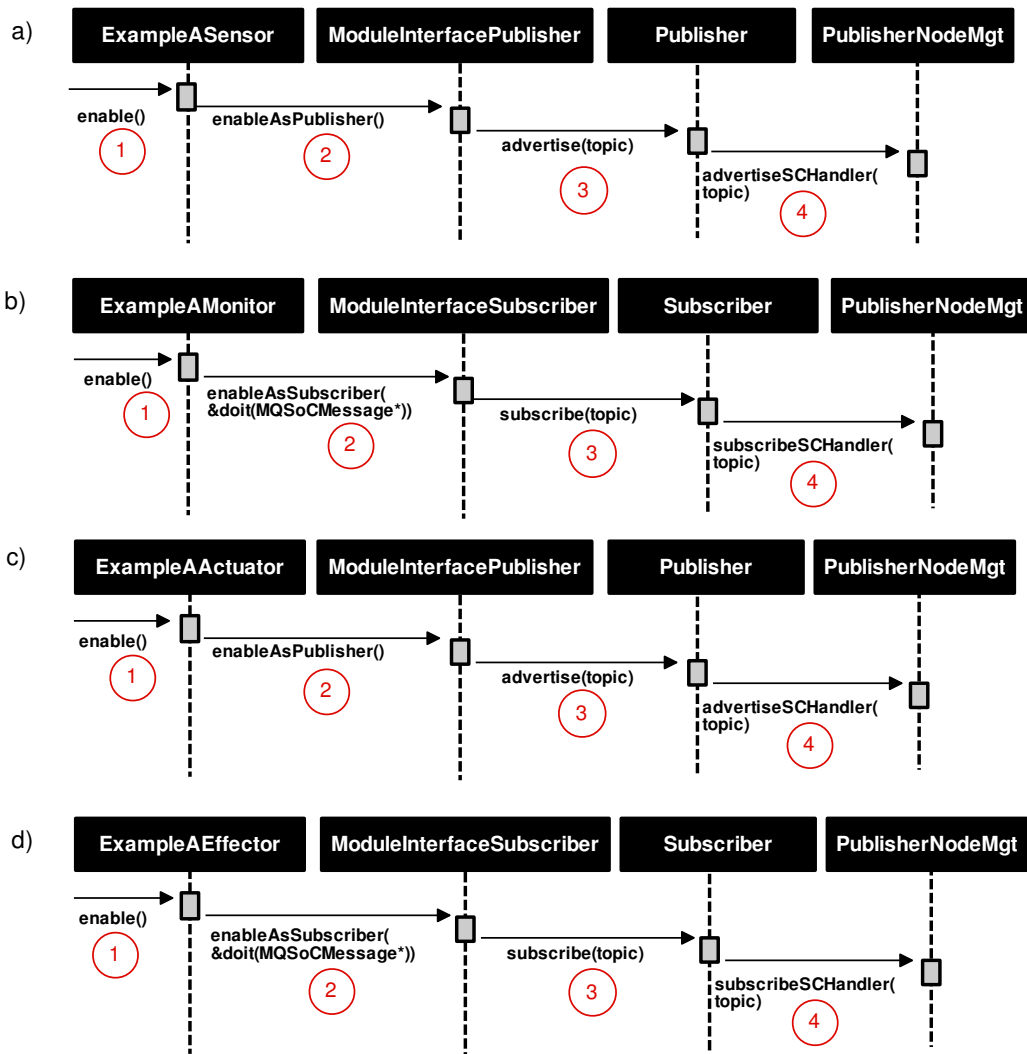 a)
ExampleASensor
ModuleInterfacePublisher
Publisher
PublisherNodeMgt
enable()
1
enableAsPublisher()
2
advertise(topic)
3
advertiseSCHandler(
topic)
4
b)
ExampleAMonitor
ModuleInterfaceSubscriber
Subscriber
PublisherNodeMgt
enable()
1
enableAsSubscriber(
&doit(MQSoCMessage*))
2
subscribe(topic)
3
subscribeSCHandler(
topic)
4
c)
ExampleAActuator
ModuleInterfacePublisher
Publisher
PublisherNodeMgt
enable()
1
enableAsPublisher()
2
advertise(topic)
3
advertiseSCHandler(
topic)
4
d)
ExampleAEffector
ModuleInterfaceSubscriber
Subscriber
PublisherNodeMgt
enable()
1
enableAsSubscriber(
&doit(MQSoCMessage*))
2
subscribe(topic)
3
subscribeSCHandler(
topic)
4